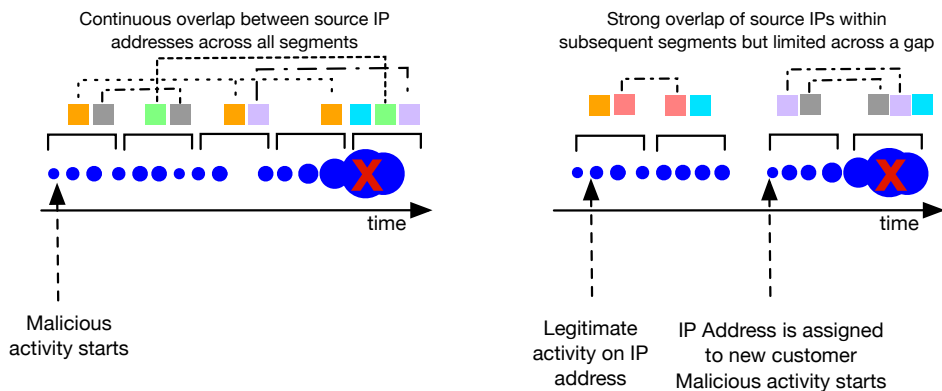 Continuous overlap between source IP
addresses across all segments
X
time
Malicious
activity starts
Strong overlap of source IPs within
subsequent segments but limited across a gap
X
time
Legitimate
activity on IP
address
IP Address is assigned
to new customer
Malicious activity starts